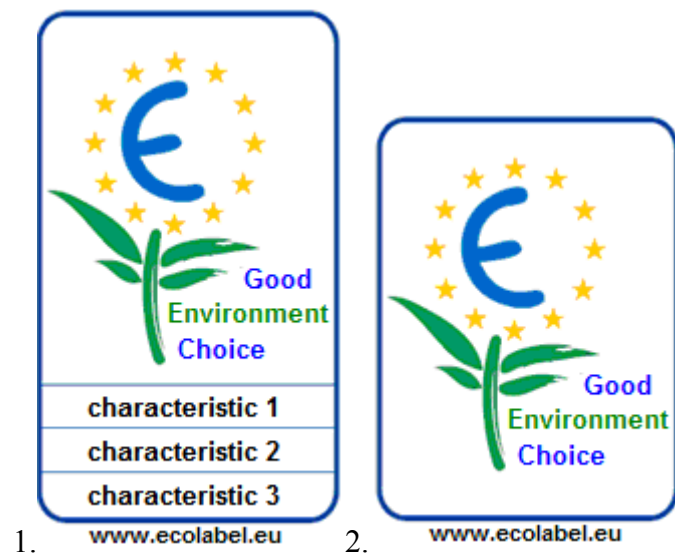 Good
Environment
Choice
characteristic 1
characteristic 2
characteristic 3
www.ecolabel.eu
1.
Good
Environment
Choice
www.ecolabel.eu
2.